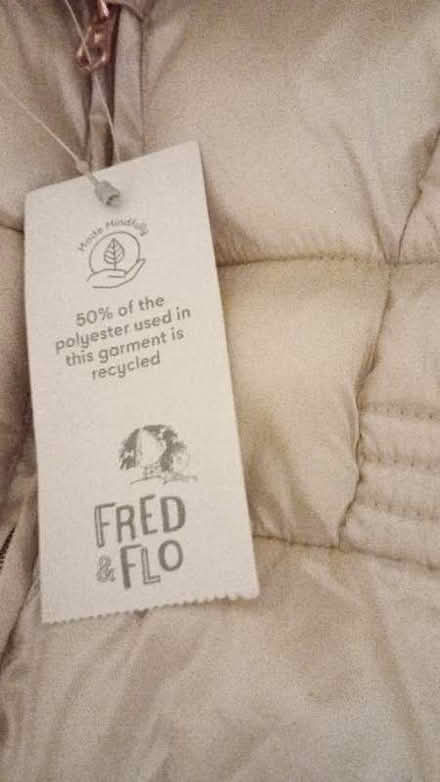 Made Mindfully
50% of the
polyester used in
this garment is
recycled
FRED
& FLO